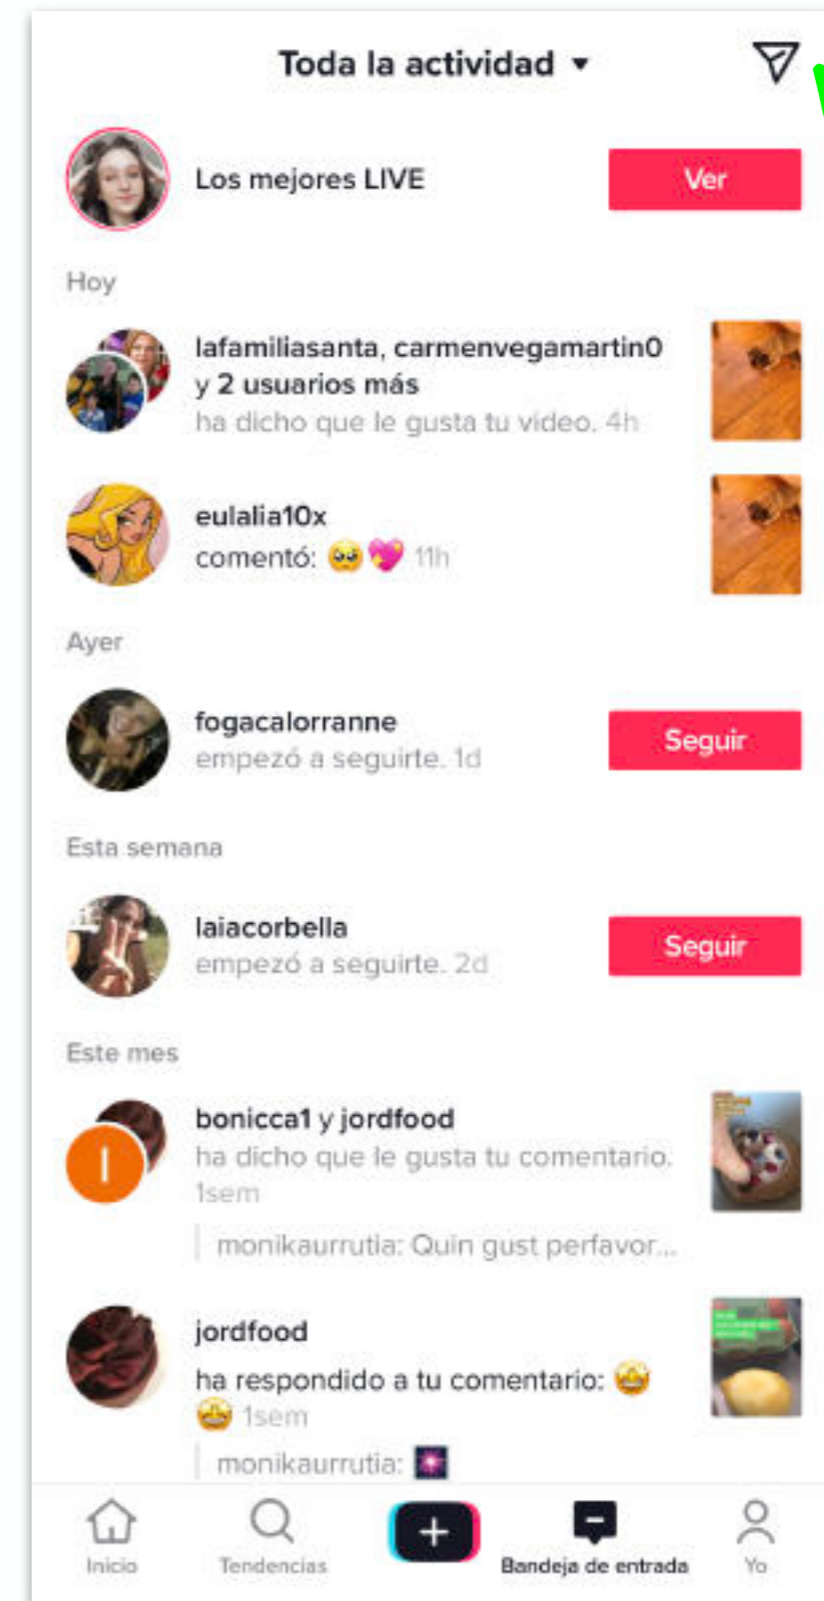 Toda la actividad
Los mejores LIVE
Ver
Hoy
lafamiliasanta, carmenvegamartin0
y 2 usuarios más
ha dicho que le gusta tu video. 4h
eulalia10x
comentó: 🥺💖 11h
Ayer
fogacalorranne
empezó a seguirte. 1d
Seguir
Esta semana
laiacorbella
empezó a seguirte. 2d
Seguir
Este mes
I
bonicca1 y jordfood
ha dicho que le gusta tu comentario.
1sem
monikaurrutia: Quin gust perfavor...
jordfood
ha respondido a tu comentario: 🤩
🤩 1sem
monikaurrutia: 🎆
Inicio
Tendencias
Bandeja de entrada
Yo